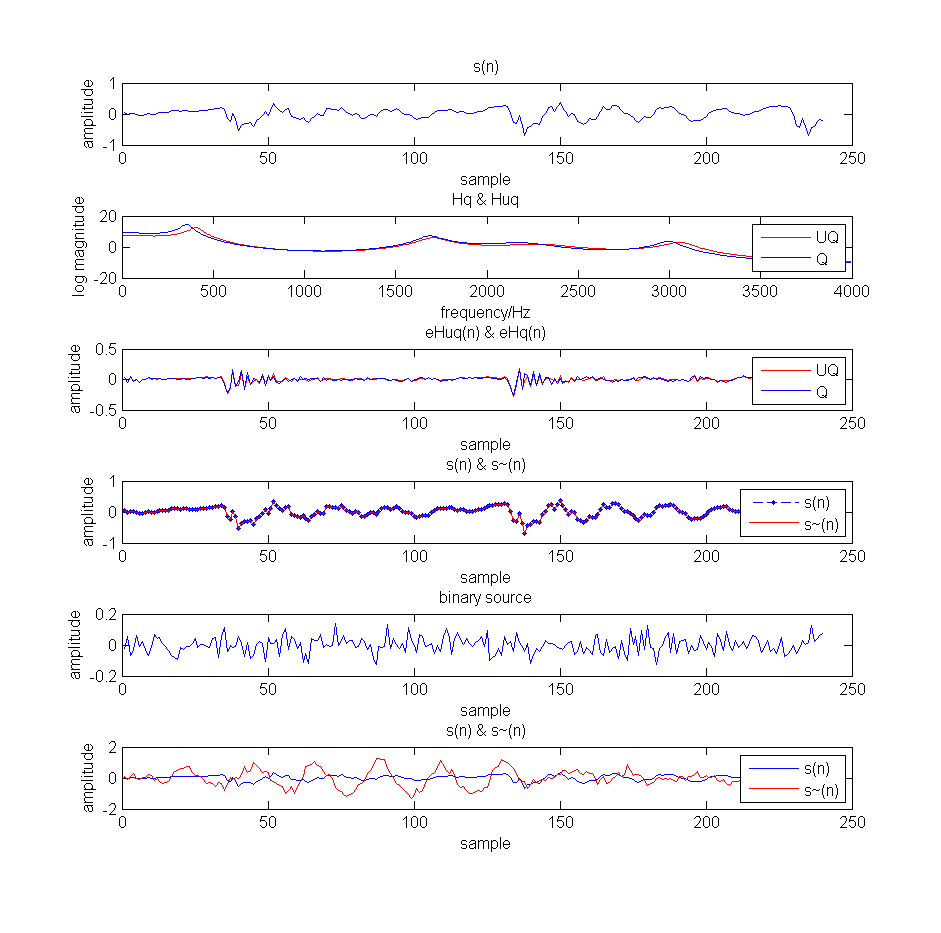 s(n)
amplitude
1
0
-1
0 50 100 150 200 250
sample
Hq & Huq
log magnitude
20
0
-20
UQ
Q
0 500 1000 1500 2000 2500 3000 3500 4000
frequency/Hz
eHuq(n) & eHq(n)
amplitude
0.5
0
-0.5
UQ
Q
0 50 100 150 200 250
sample
s(n) & s~(n)
amplitude
1
0
-1
s(n)
s~(n)
0 50 100 150 200 250
sample
binary source
amplitude
0.2
0
-0.2
0 50 100 150 200 250
sample
s(n) & s~(n)
amplitude
2
0
-2
s(n)
s~(n)
0 50 100 150 200 250
sample